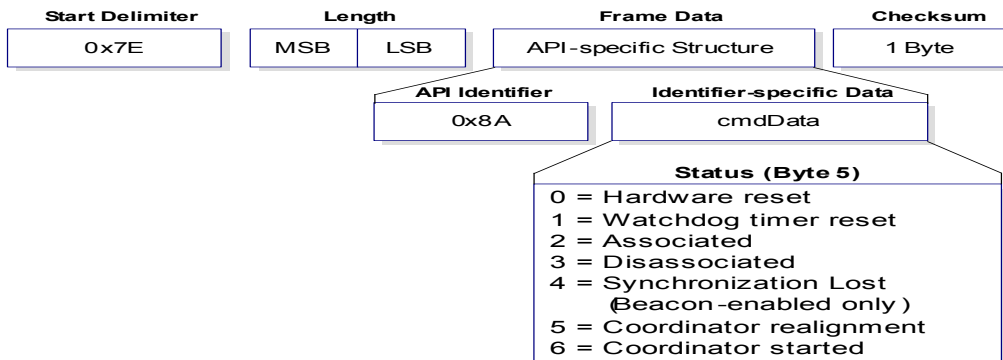 Start Delimiter Length Frame Data Checksum
0x7E MSB LSB API-specific Structure 1 Byte
API Identifier Identifier-specific Data
0x8A cmdData
Status (Byte 5)
0 = Hardware reset
1 = Watchdog timer reset
2 = Associated
3 = Disassociated
4 = Synchronization Lost
(Beacon-enabled only)
5 = Coordinator realignment
6 = Coordinator started